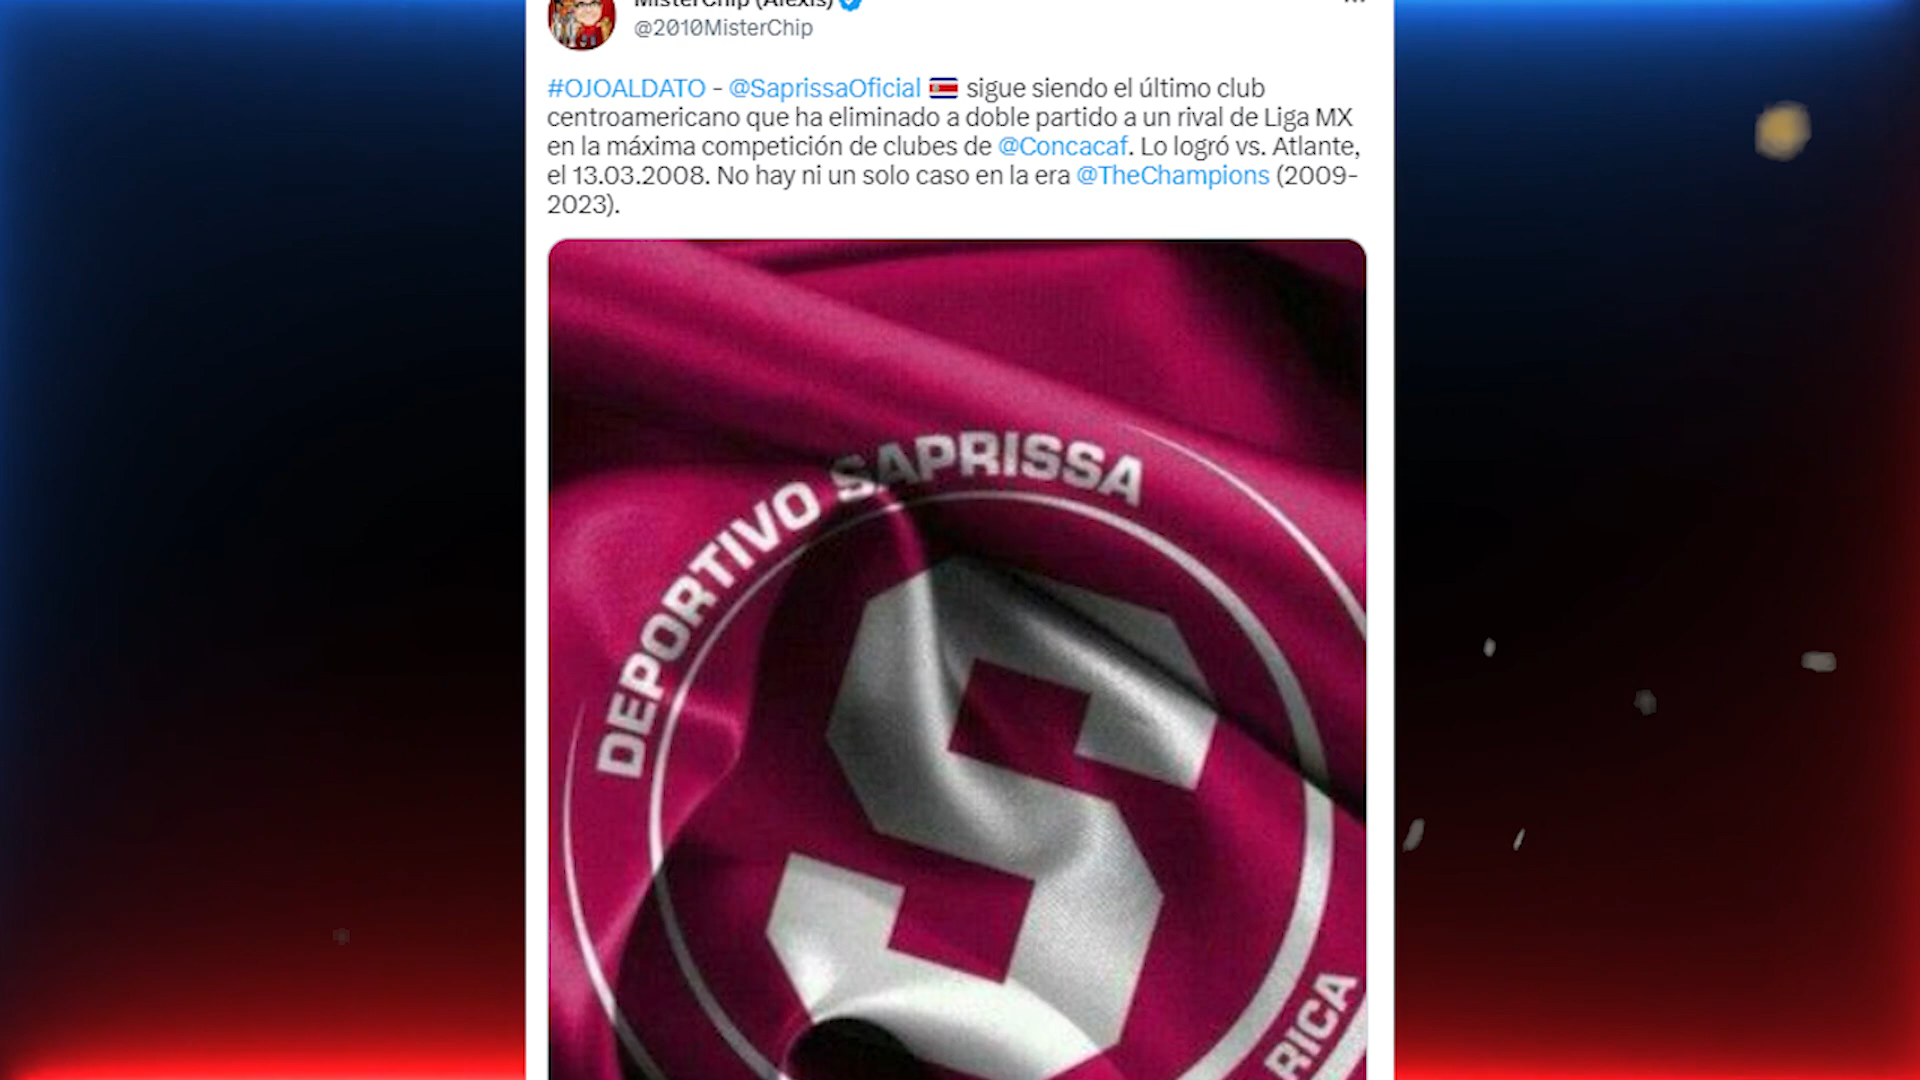 MisterChip (Alexis)
@2010MisterChip
#OJOALDATO - @SaprissaOficial sigue siendo el último club
centroamericano que ha eliminado a doble partido a un rival de Liga MX
en la máxima competición de clubes de @Concacaf. Lo logró vs. Atlante,
el 13.03.2008. No hay ni un solo caso en la era @TheChampions (2009-
2023).
DEPORTIVO SAPRISSA
S
RICA